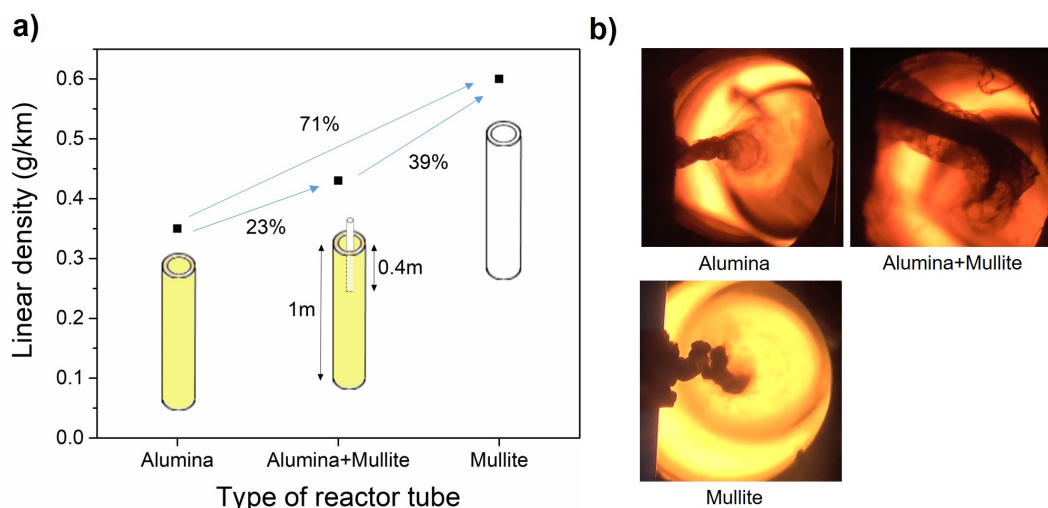 a)
b)
Linear density (g/km)
0.6
0.5
0.4
0.3
0.2
0.1
0.0
71%
39%
23%
0.4m
1m
Alumina
Alumina+Mullite
Mullite
Type of reactor tube
Alumina
Alumina+Mullite
Mullite